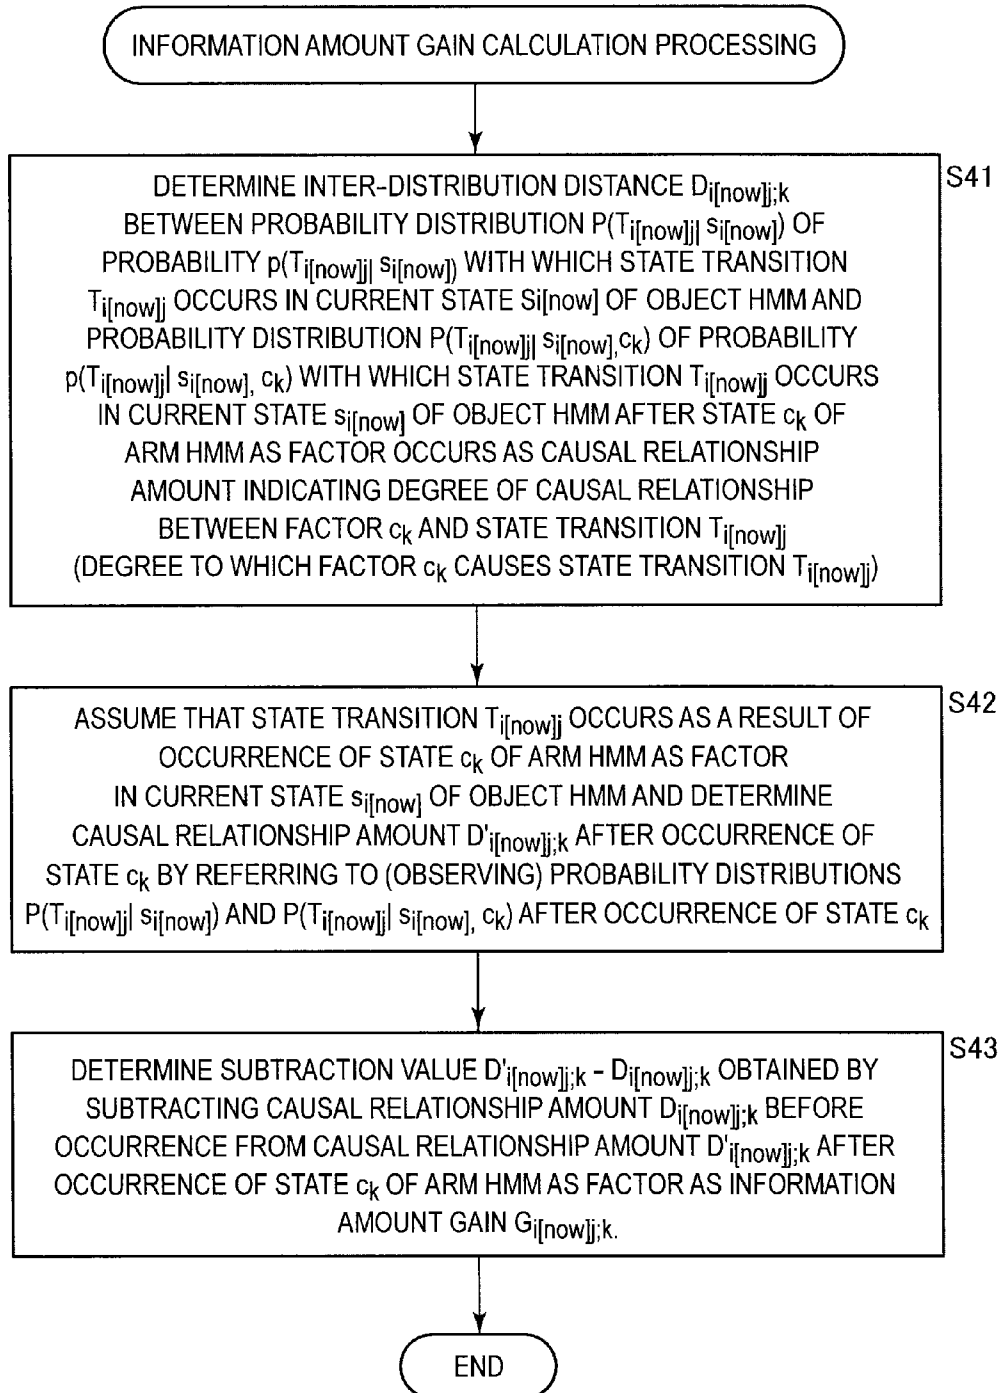 INFORMATION AMOUNT GAIN CALCULATION PROCESSING
S41
DETERMINE INTER-DISTRIBUTION DISTANCE Di[now]j;k
BETWEEN PROBABILITY DISTRIBUTION P(Ti[now]j| si[now]) OF
PROBABILITY p(Ti[now]j| si[now]) WITH WHICH STATE TRANSITION
Ti[now]j OCCURS IN CURRENT STATE Si[now] OF OBJECT HMM AND
PROBABILITY DISTRIBUTION P(Ti[now]j| si[now],ck) OF PROBABILITY
p(Ti[now]j| si[now], ck) WITH WHICH STATE TRANSITION Ti[now]j OCCURS
IN CURRENT STATE si[now] OF OBJECT HMM AFTER STATE ck OF
ARM HMM AS FACTOR OCCURS AS CAUSAL RELATIONSHIP
AMOUNT INDICATING DEGREE OF CAUSAL RELATIONSHIP
BETWEEN FACTOR ck AND STATE TRANSITION Ti[now]j
(DEGREE TO WHICH FACTOR ck CAUSES STATE TRANSITION Ti[now]j)
S42
ASSUME THAT STATE TRANSITION Ti[now]j OCCURS AS A RESULT OF
OCCURRENCE OF STATE ck OF ARM HMM AS FACTOR
IN CURRENT STATE si[now] OF OBJECT HMM AND DETERMINE
CAUSAL RELATIONSHIP AMOUNT D'i[now]j;k AFTER OCCURRENCE OF
STATE ck BY REFERRING TO (OBSERVING) PROBABILITY DISTRIBUTIONS
P(Ti[now]j| si[now]) AND P(Ti[now]j| si[now], ck) AFTER OCCURRENCE OF STATE ck
S43
DETERMINE SUBTRACTION VALUE D'i[now]j;k - Di[now]j;k OBTAINED BY
SUBTRACTING CAUSAL RELATIONSHIP AMOUNT Di[now]j;k BEFORE
OCCURRENCE FROM CAUSAL RELATIONSHIP AMOUNT D'i[now]j;k AFTER
OCCURRENCE OF STATE ck OF ARM HMM AS FACTOR AS INFORMATION
AMOUNT GAIN Gi[now]j;k.
END